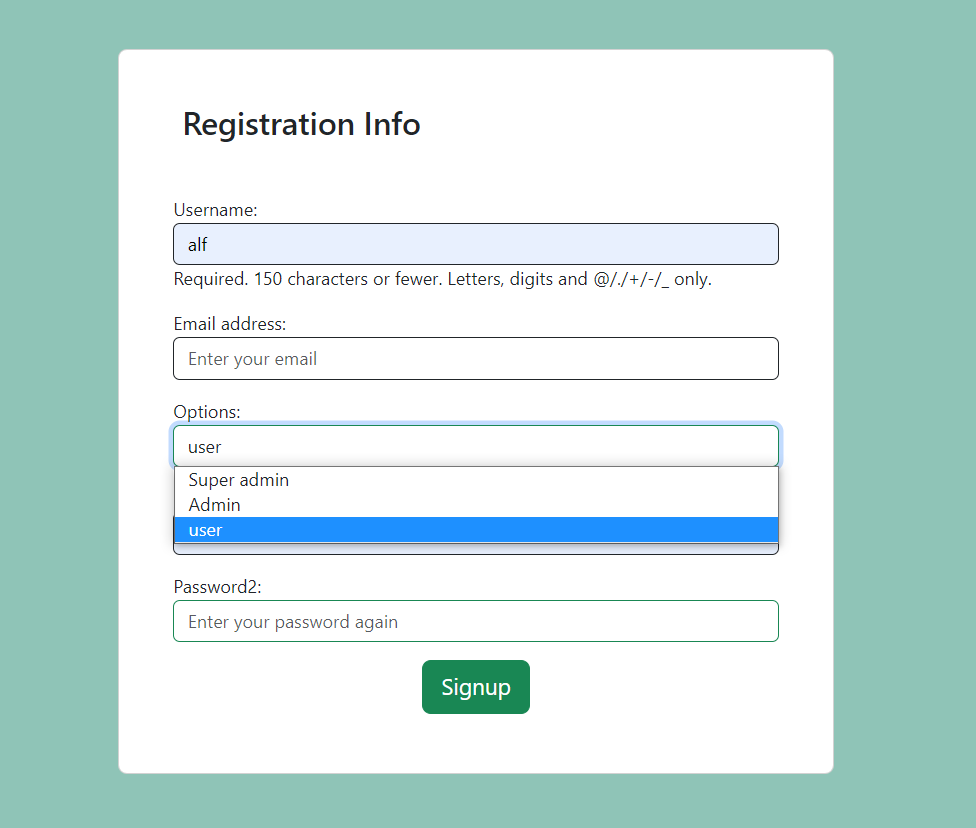 Registration Info
Username:
alf
Required. 150 characters or fewer. Letters, digits and @/./+/-/_ only.
Email address:
Enter your email
Options:
user
Super admin
Admin
user
Password2:
Enter your password again
Signup